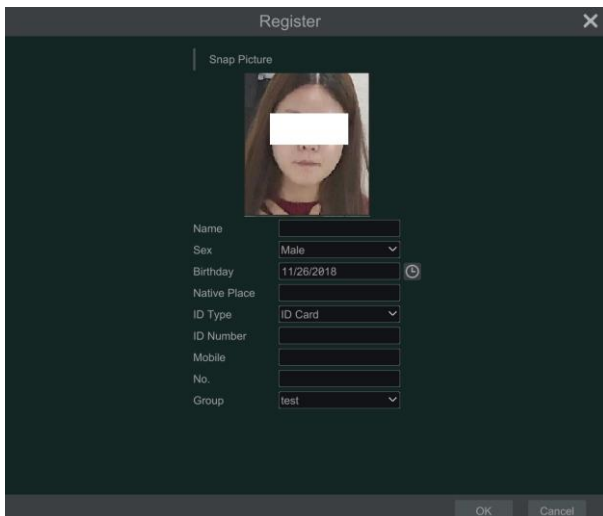 Register
Snap Picture
Name
Sex Male
Birthday 11/26/2018
Native Place
ID Type ID Card
ID Number
Mobile
No.
Group test
OK Cancel